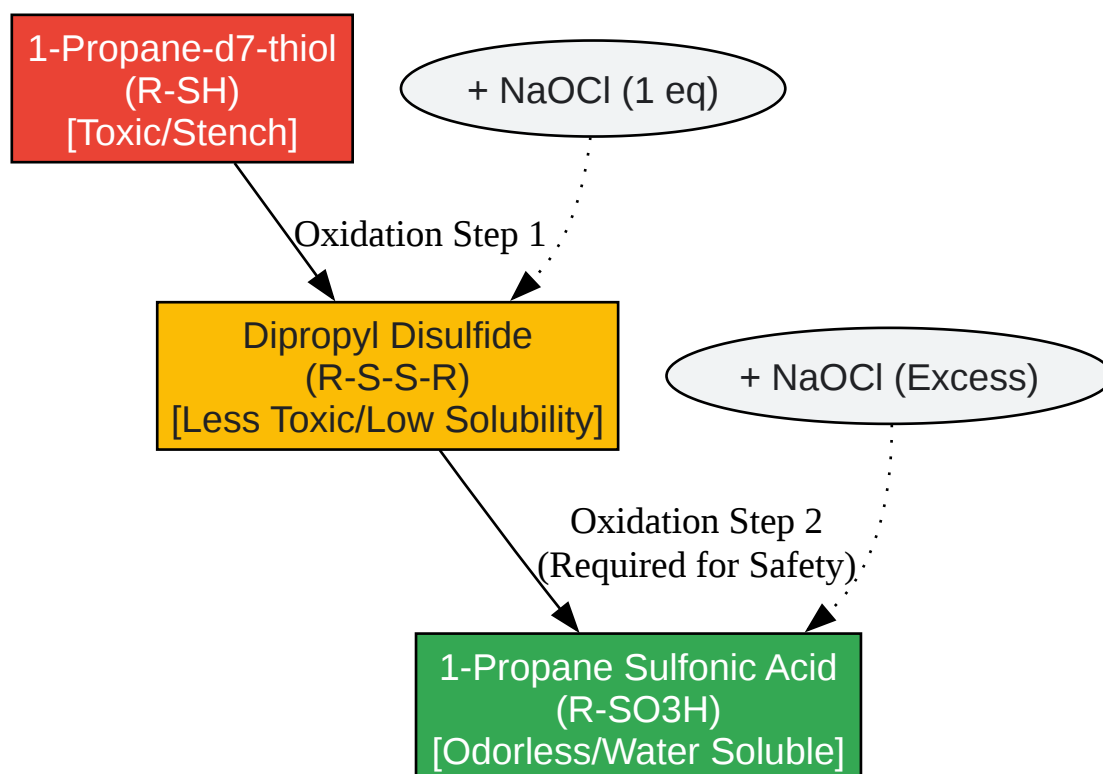 1-Propane-d7-thiol
(R-SH)
[Toxic/Stench]
+ NaOCl (1 eq)
Oxidation Step 1
Dipropyl Disulfide
(R-S-S-R)
[Less Toxic/Low Solubility]
+ NaOCl (Excess)
Oxidation Step 2
(Required for Safety)
1-Propane Sulfonic Acid
(R-SO3H)
[Odorless/Water Soluble]